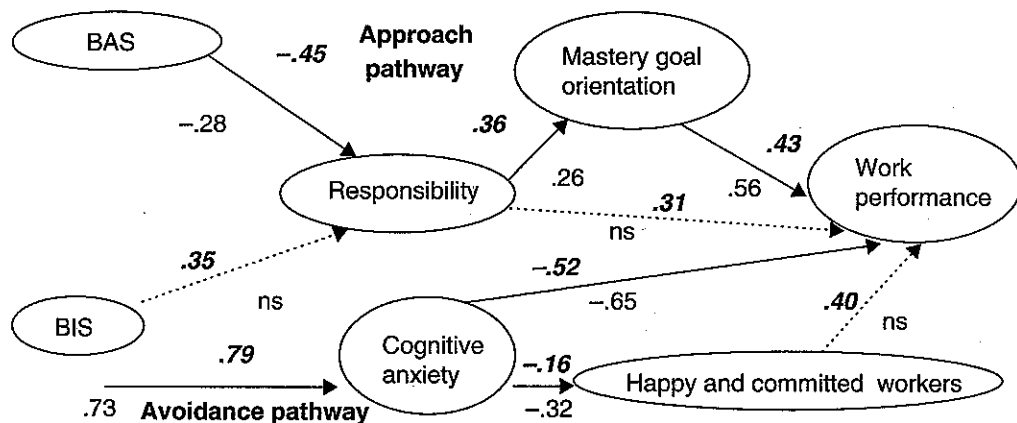 BAS
–.45
Approach
pathway
Mastery goal
orientation
–.28
.36
.43
Responsibility
.26
.56
Work
performance
.31
ns
.35
ns
–.52
–.65
BIS
.79
Cognitive
anxiety
.40
ns
–.16
Happy and committed workers
.73
Avoidance pathway
–.32